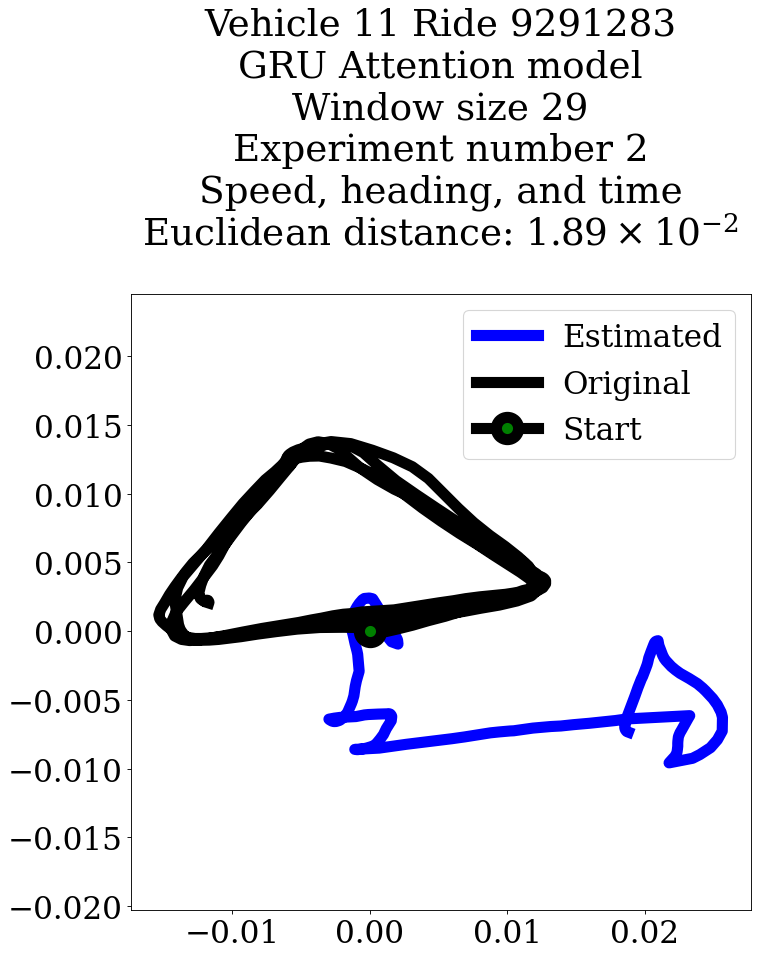 Vehicle 11 Ride 9291283
GRU Attention model
Window size 29
Experiment number 2
Speed, heading, and time
Euclidean distance: 1.89 × 10⁻²
Estimated
Original
Start
0.020
0.015
0.010
0.005
0.000
−0.005
−0.010
−0.015
−0.020
−0.01 0.00 0.01 0.02